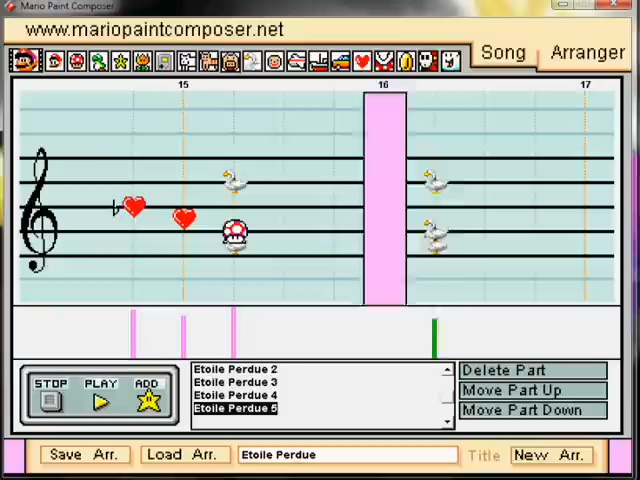 Mario Paint Composer
www.mariopaintcomposer.net
Song
Arranger
15
16
17
STOP
PLAY
ADD
Etoile Perdue 2
Etoile Perdue 3
Etoile Perdue 4
Etoile Perdue 5
Delete Part
Move Part Up
Move Part Down
Save Arr.
Load Arr.
Etoile Perdue
Title
New Arr.